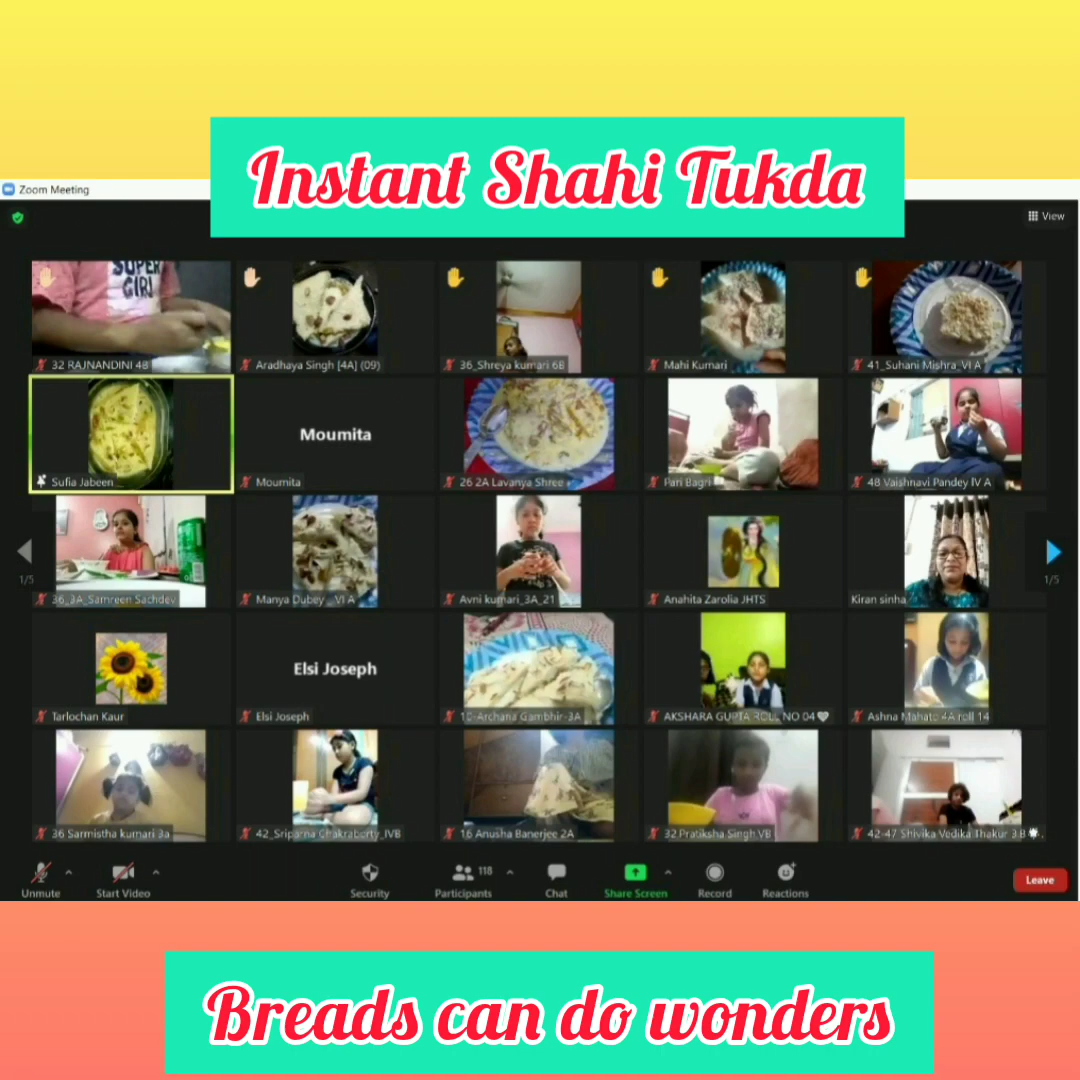 Instant Shahi Tukda
Zoom Meeting
View
SUPER
GIRL
32 RAJNANDINI 4B
Aradhaya Singh [4A] (09)
36_Shreya kumari 6B
Mahi Kumari
41_Suhani Mishra_VI A
Sufia Jabeen
Moumita
Moumita
26 2A Lavanya Shree
Pari Bagri
48 Vaishnavi Pandey IV A
1/5
36_3A_Samreen Sachdev
Manya Dubey _VI A
Avni kumari_3A_21
Anahita Zarolia JHTS
Kiran sinha
1/5
Tarlochan Kaur
Elsi Joseph
Elsi Joseph
10-Archana Gambhir-3A
AKSHARA GUPTA ROLL NO 04
Ashna Mahato 4A roll 14
36 Sarmistha kumari 3a
42_Sriparna Chakraborty_IVB
16 Anusha Banerjee 2A
32 Pratiksha Singh VB
42-47 Shivika Vedika Thakur 3 B
Unmute
Start Video
Security
118
Participants
Chat
Share Screen
Record
Reactions
Leave
Breads can do wonders